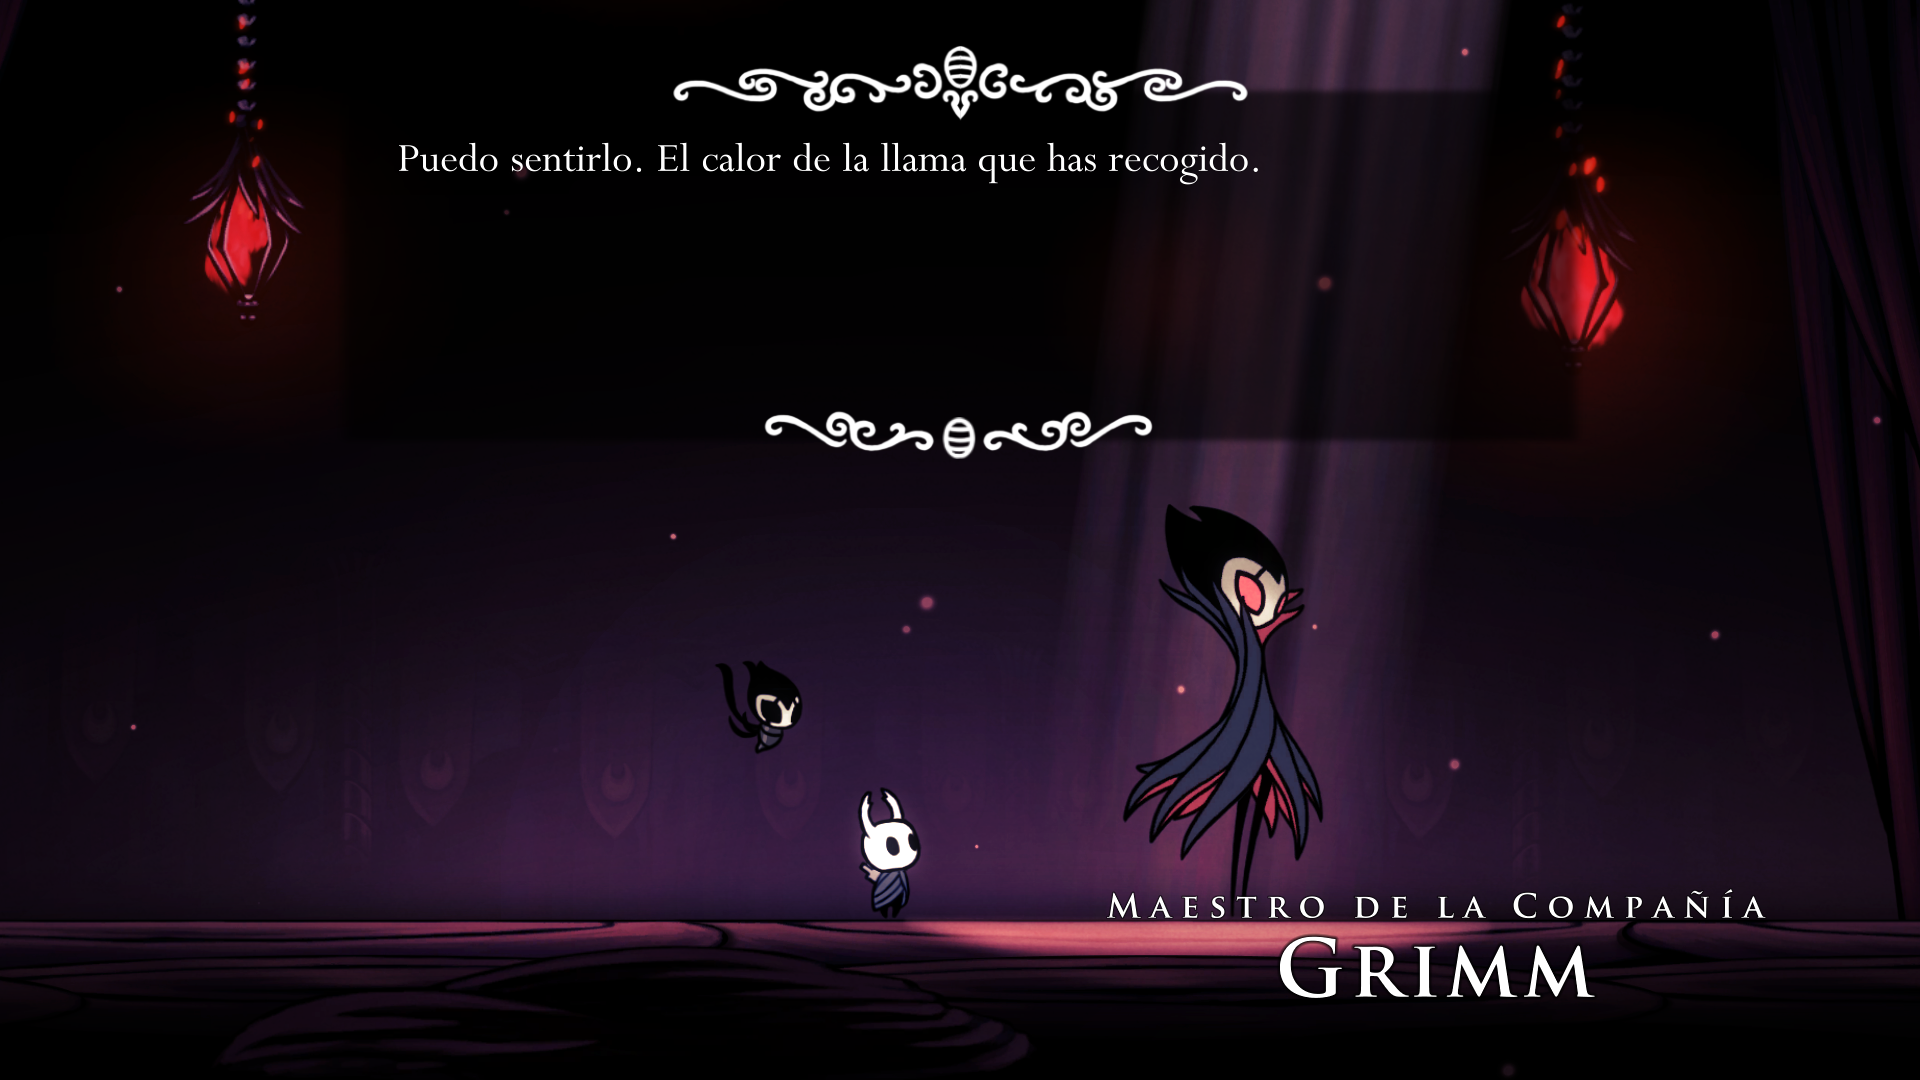 Puedo sentirlo. El calor de la llama que has recogido.
Maestro de la Compañía
Grimm